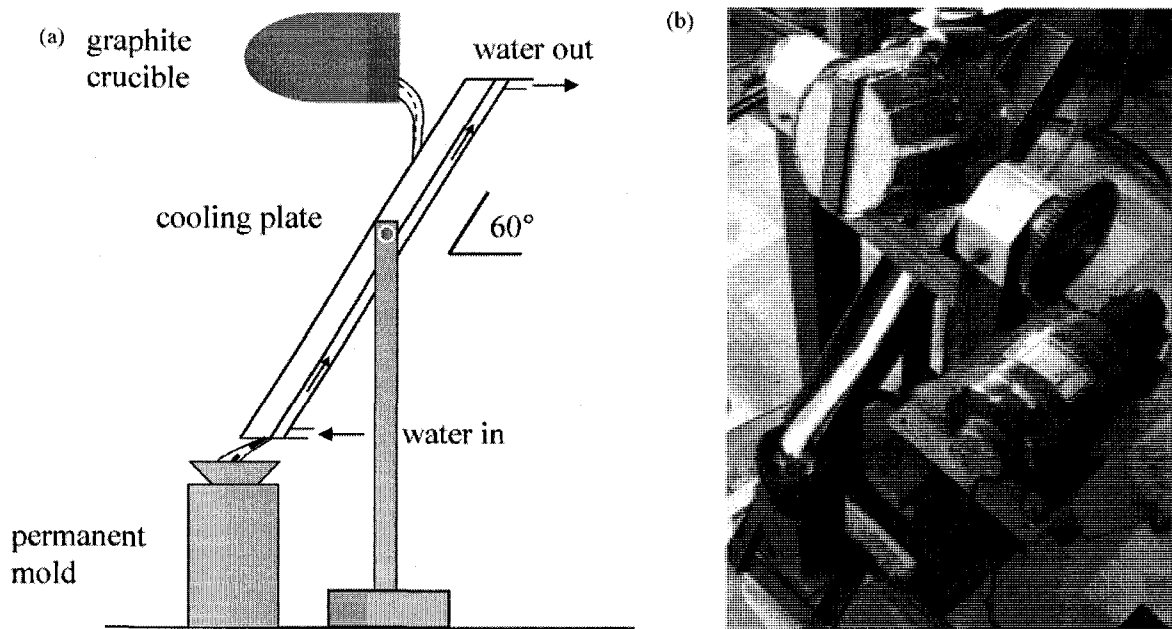 (a)
graphite
crucible
water out
cooling plate
60°
water in
permanent
mold
(b)